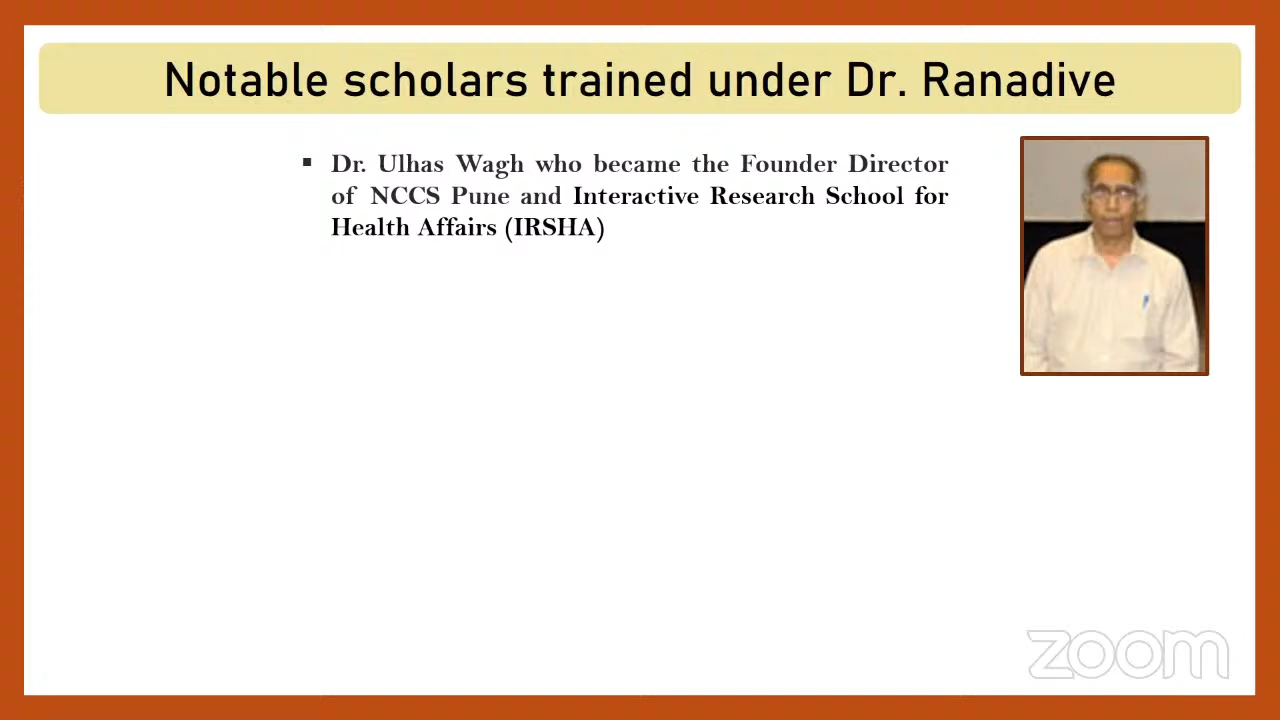 Notable scholars trained under Dr. Ranadive
▪ Dr. Ulhas Wagh who became the Founder Director
of NCCS Pune and Interactive Research School for
Health Affairs (IRSHA)
zoom